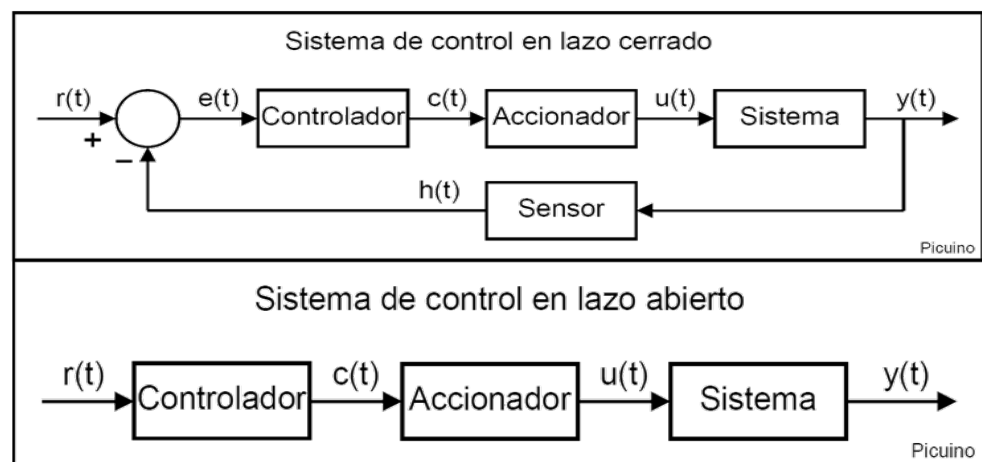 Sistema de control en lazo cerrado
r(t) e(t) c(t) u(t) y(t)
Controlador Accionador Sistema
+
−
h(t)
Sensor
Picuino
Sistema de control en lazo abierto
r(t) c(t) u(t) y(t)
Controlador Accionador Sistema
Picuino